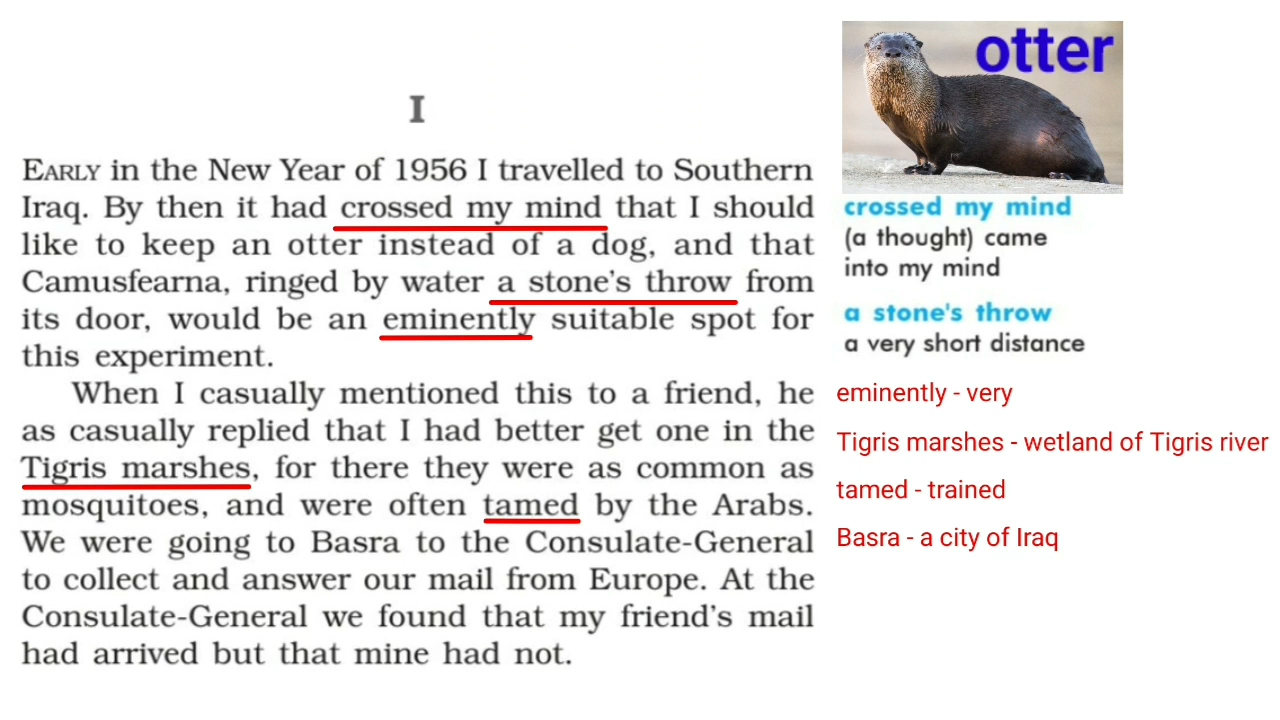 I
EARLY in the New Year of 1956 I travelled to Southern
Iraq. By then it had crossed my mind that I should
like to keep an otter instead of a dog, and that
Camusfearna, ringed by water a stone's throw from
its door, would be an eminently suitable spot for
this experiment.
When I casually mentioned this to a friend, he
as casually replied that I had better get one in the
Tigris marshes, for there they were as common as
mosquitoes, and were often tamed by the Arabs.
We were going to Basra to the Consulate-General
to collect and answer our mail from Europe. At the
Consulate-General we found that my friend's mail
had arrived but that mine had not.
otter
crossed my mind
(a thought) came
into my mind
a stone's throw
a very short distance
eminently - very
Tigris marshes - wetland of Tigris river
tamed - trained
Basra - a city of Iraq